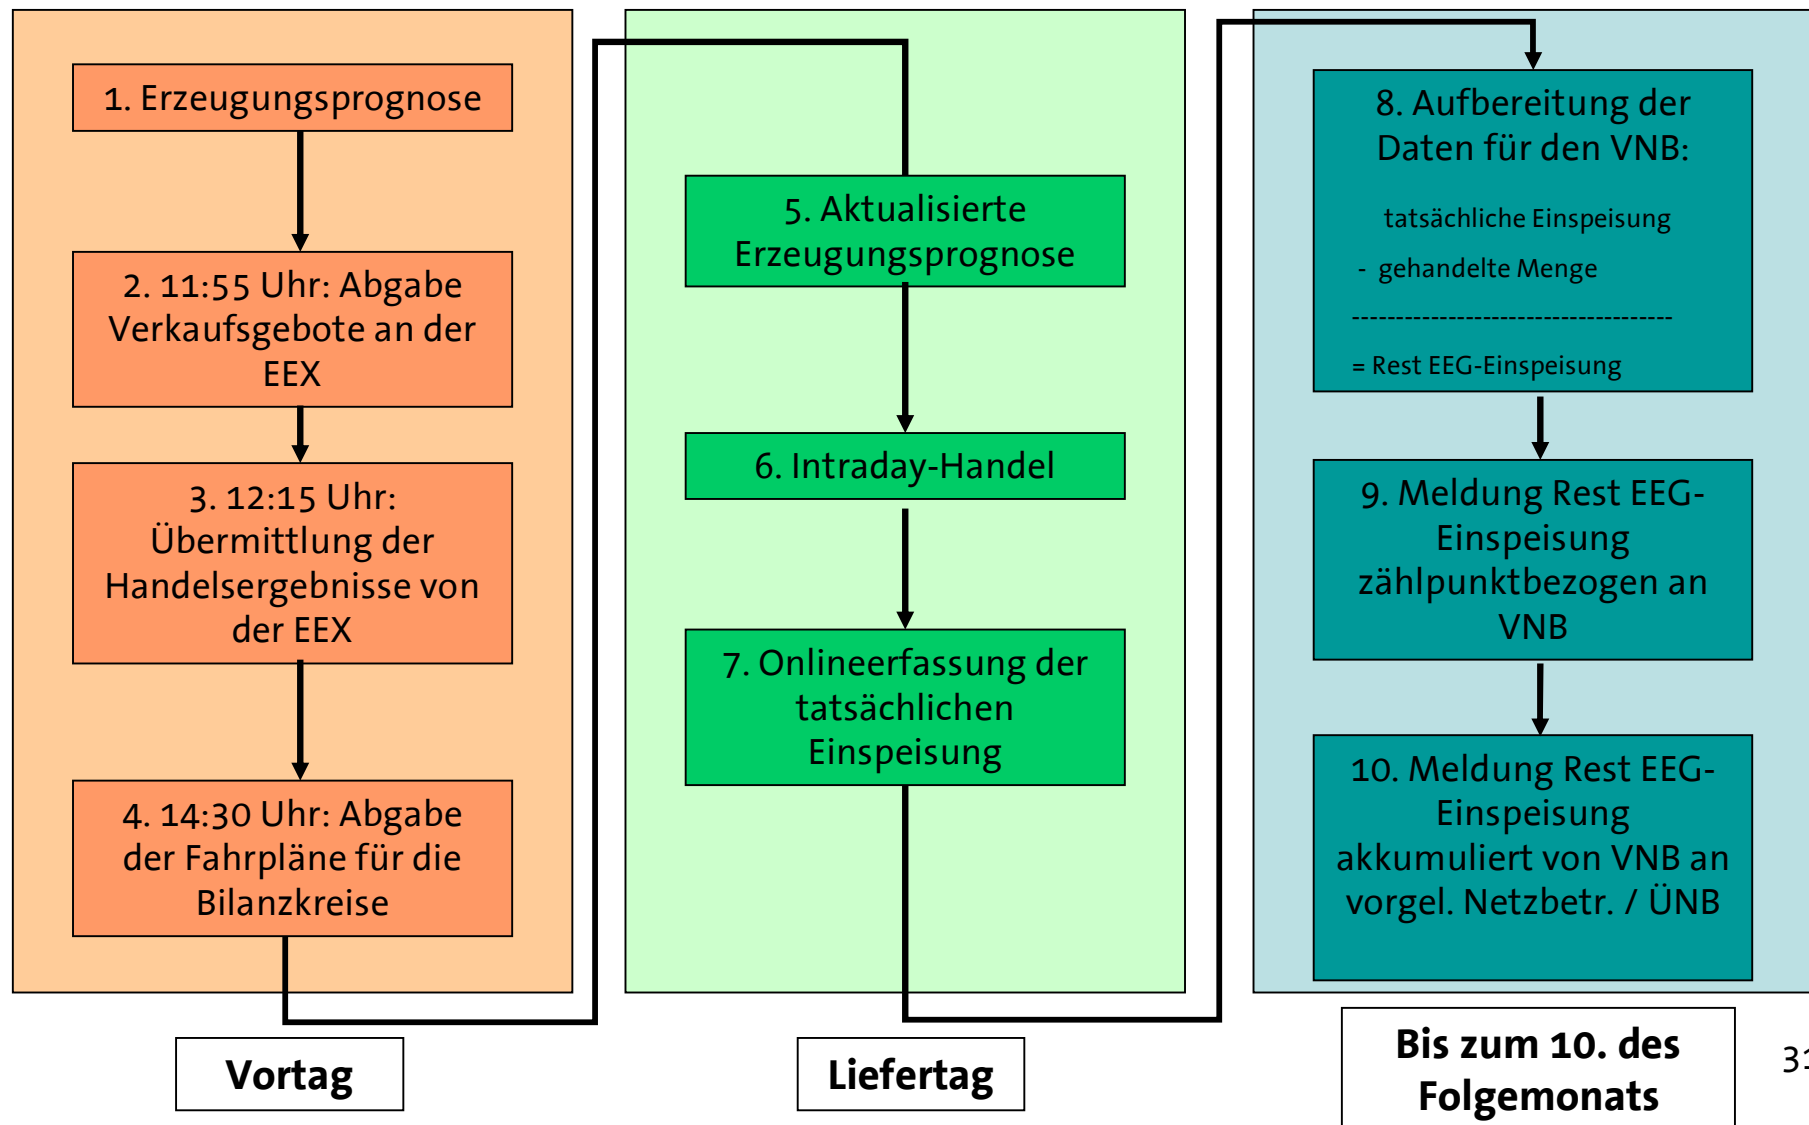 1. Erzeugungsprognose
2. 11:55 Uhr: Abgabe
Verkaufsgebote an der
EEX
3. 12:15 Uhr:
Übermittlung der
Handelsergebnisse von
der EEX
4. 14:30 Uhr: Abgabe
der Fahrpläne für die
Bilanzkreise
Vortag
5. Aktualisierte
Erzeugungsprognose
6. Intraday-Handel
7. Onlineerfassung der
tatsächlichen
Einspeisung
Liefertag
8. Aufbereitung der
Daten für den VNB:
tatsächliche Einspeisung
- gehandelte Menge
-------------------------------------
= Rest EEG-Einspeisung
9. Meldung Rest EEG-
Einspeisung
zählpunktbezogen an
VNB
10. Meldung Rest EEG-
Einspeisung
akkumuliert von VNB an
vorgel. Netzbetr. / ÜNB
Bis zum 10. des
Folgemonats
31